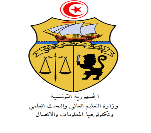 الجمهورية التونسية
وزارة التعليم العالي والبحث العلمي
وتكنولوجيا المعلومات والاتصال